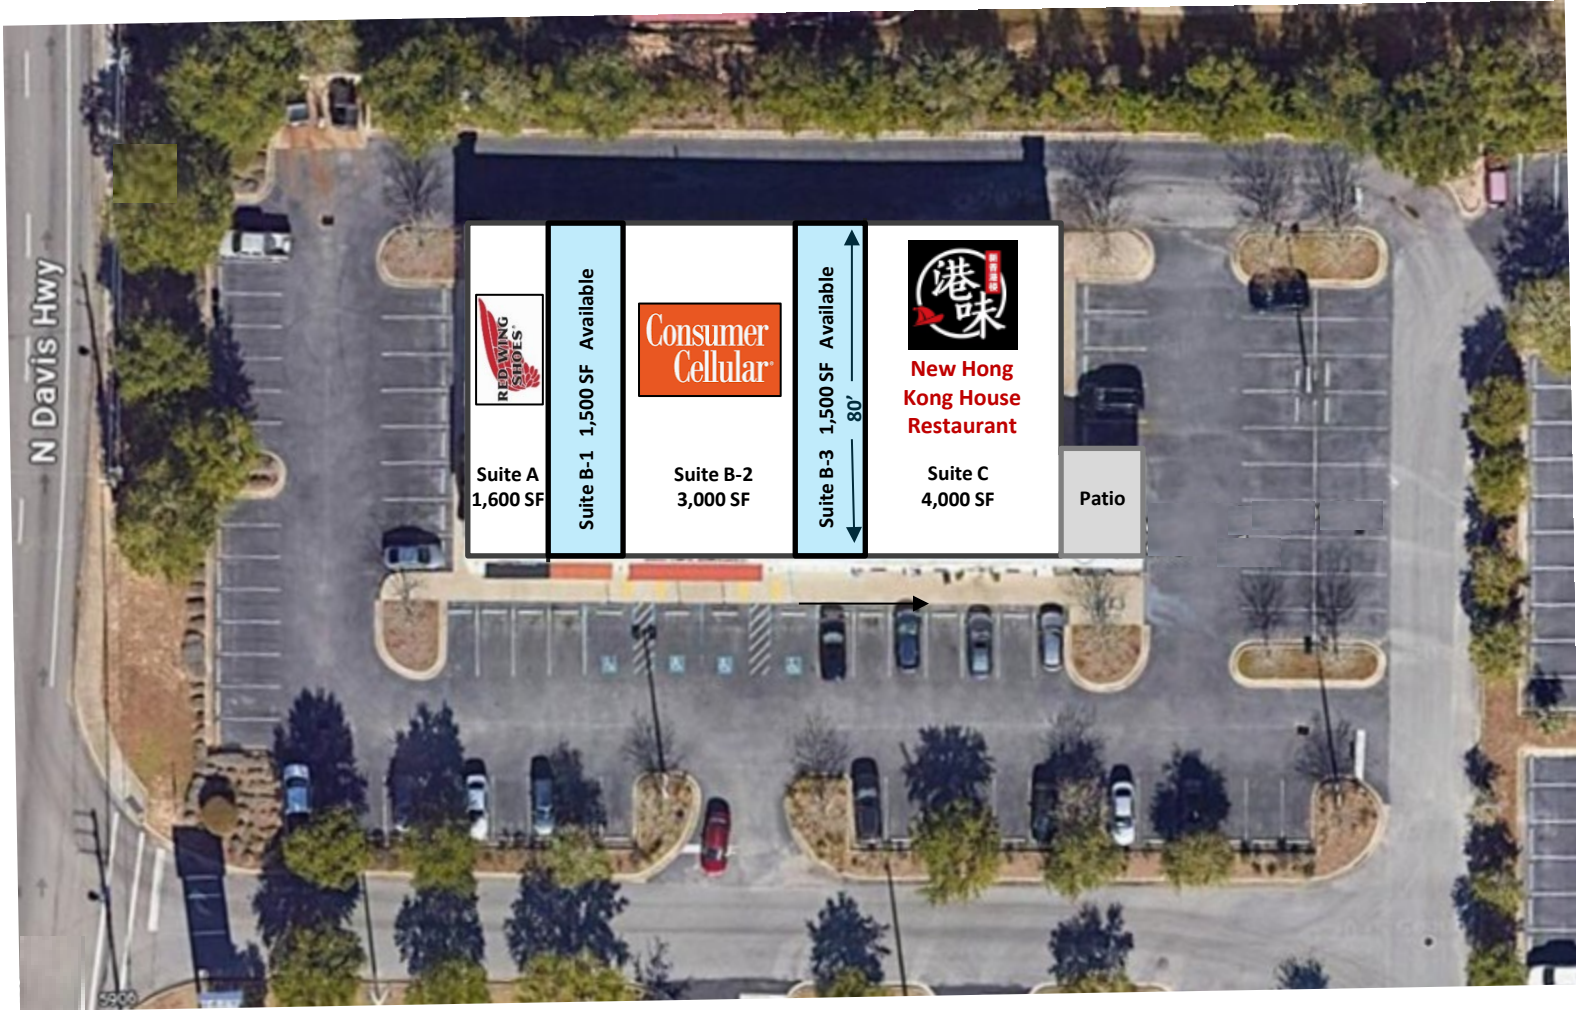 N Davis Hwy
RED WING
SHOES
Suite A
1,600 SF
Suite B-1 1,500 SF Available
Consumer
Cellular
Suite B-2
3,000 SF
Suite B-3 1,500 SF Available
80’
港
味
New Hong
Kong House
Restaurant
Suite C
4,000 SF
Patio
5906